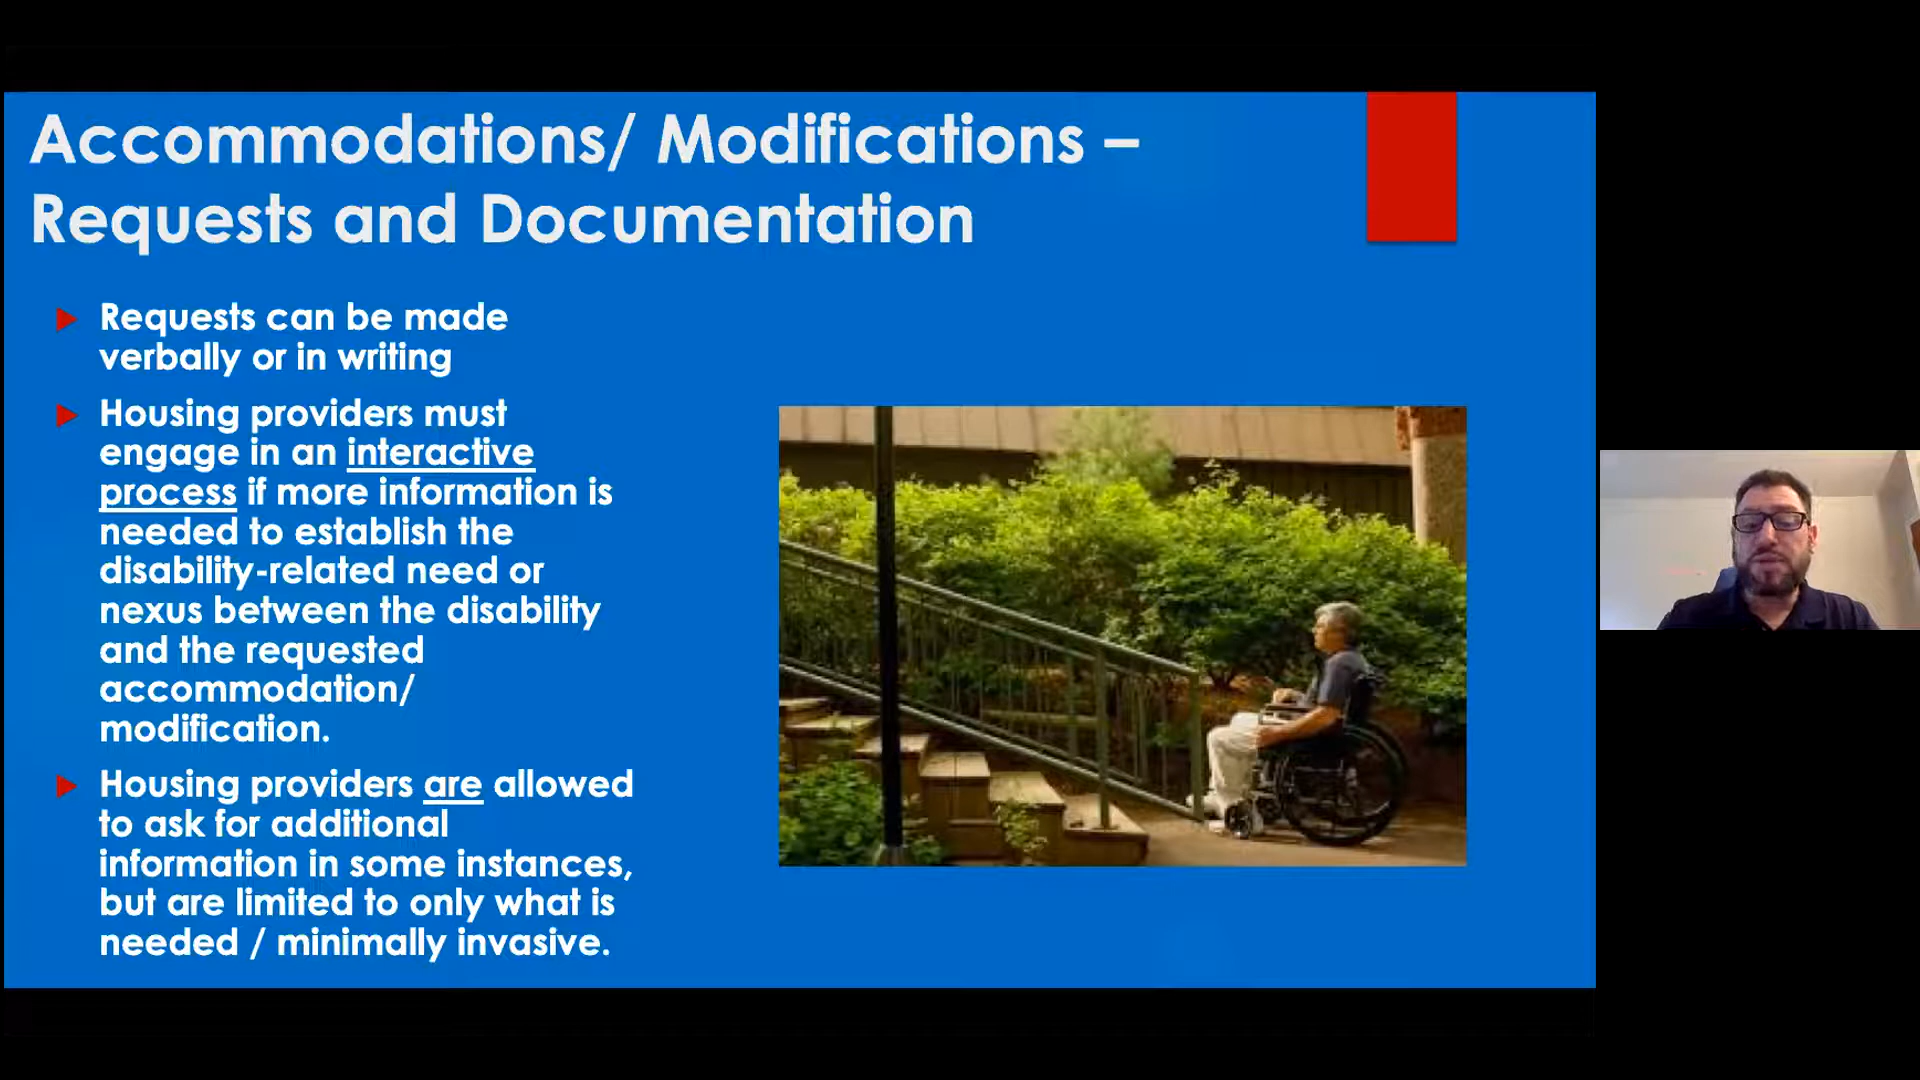 Accommodations/ Modifications –
Requests and Documentation
Requests can be made
verbally or in writing
Housing providers must
engage in an interactive
process if more information is
needed to establish the
disability-related need or
nexus between the disability
and the requested
accommodation/
modification.
Housing providers are allowed
to ask for additional
information in some instances,
but are limited to only what is
needed / minimally invasive.